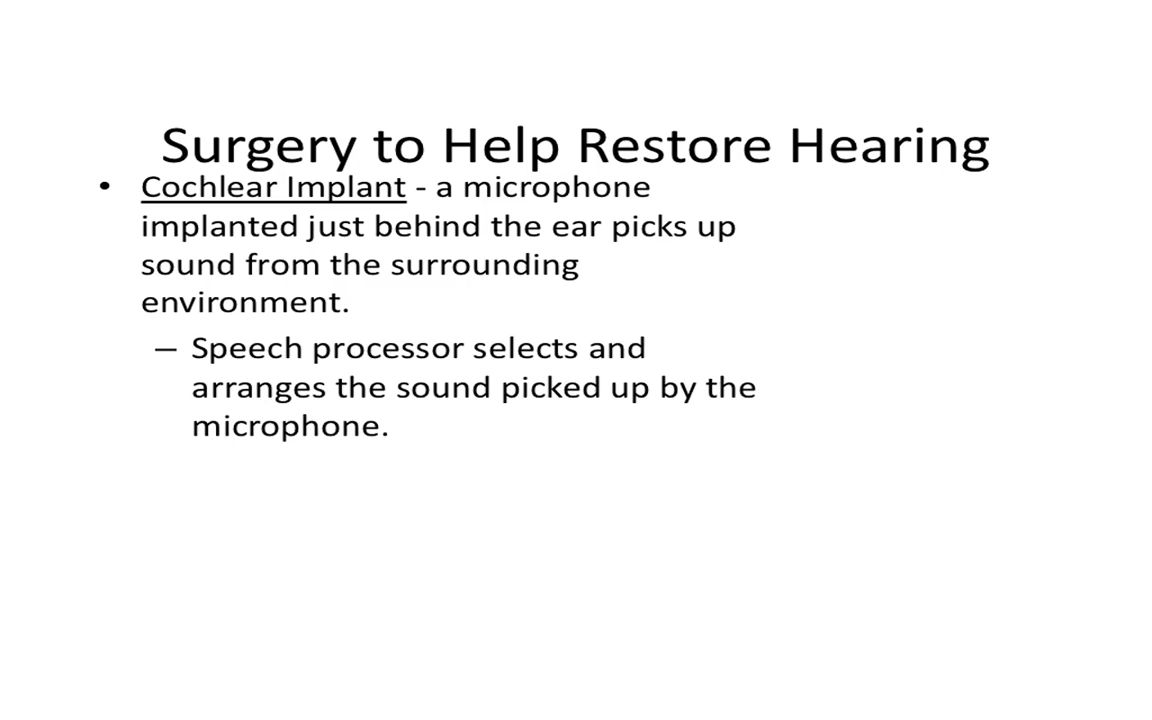 Surgery to Help Restore Hearing
• Cochlear Implant - a microphone
implanted just behind the ear picks up
sound from the surrounding
environment.
– Speech processor selects and
arranges the sound picked up by the
microphone.